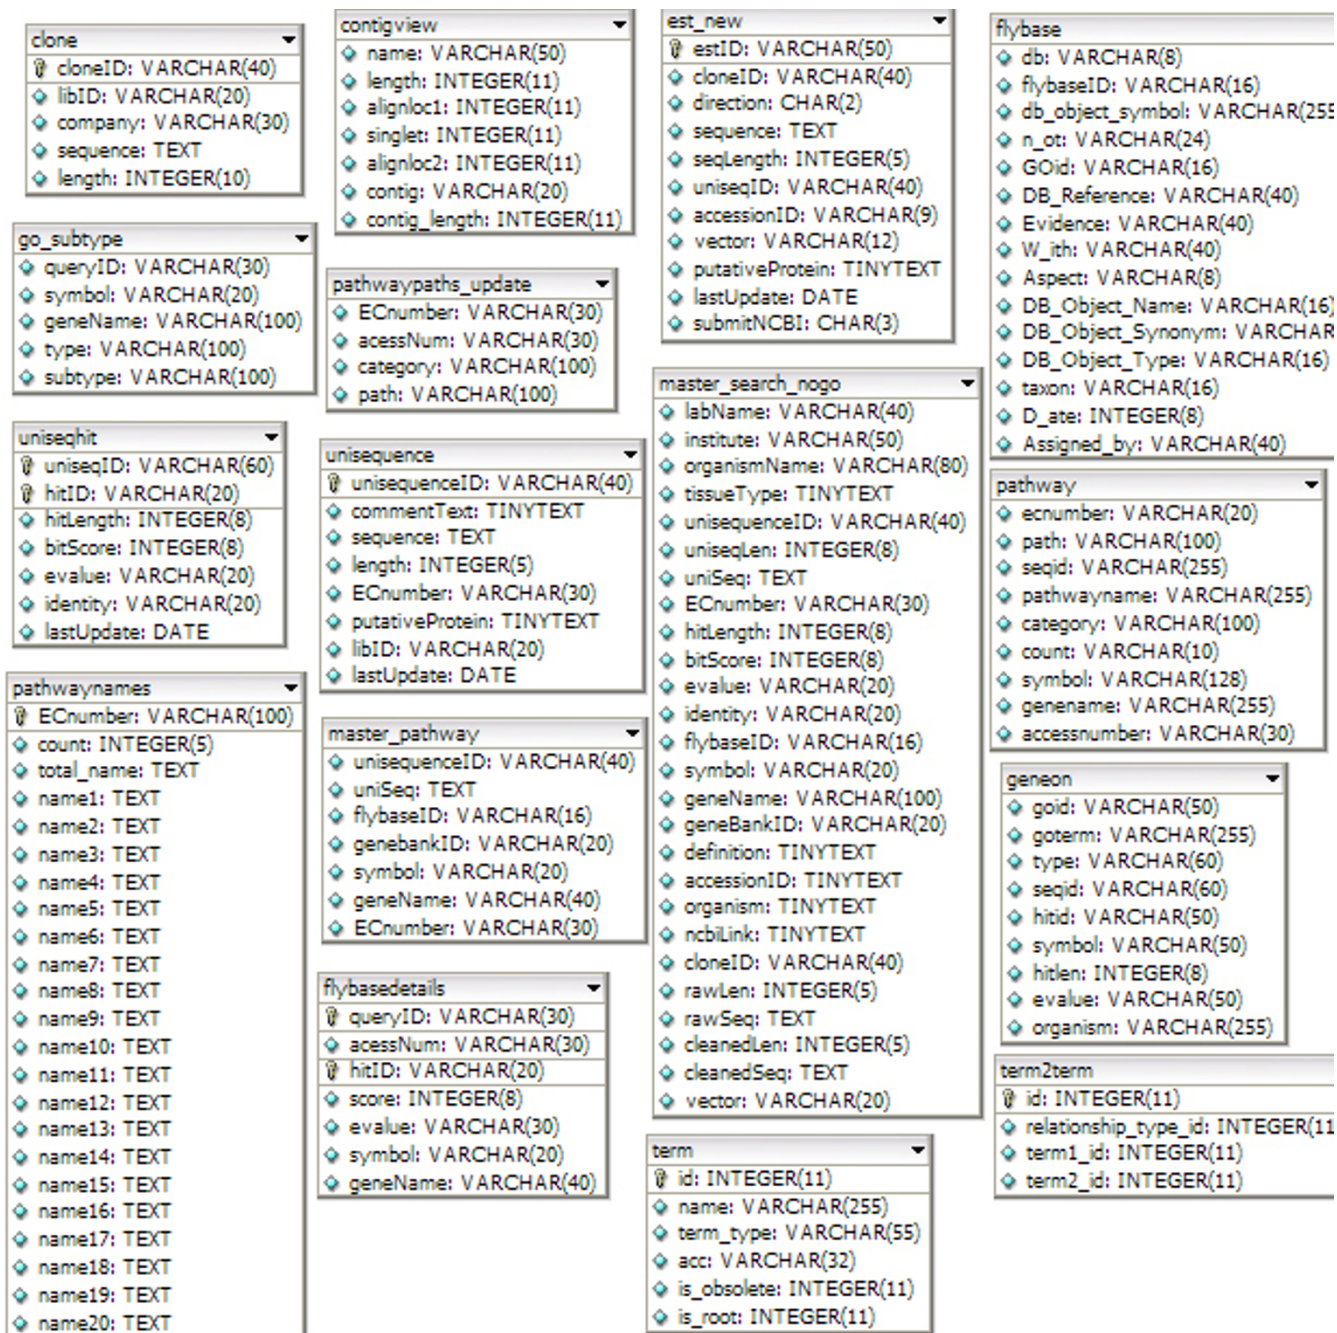 clone
cloneID: VARCHAR(40)
libID: VARCHAR(20)
company: VARCHAR(30)
sequence: TEXT
length: INTEGER(10)
go_subtype
queryID: VARCHAR(30)
symbol: VARCHAR(20)
geneName: VARCHAR(100)
type: VARCHAR(100)
subtype: VARCHAR(100)
uniseqhit
uniseqID: VARCHAR(60)
hitID: VARCHAR(20)
hitLength: INTEGER(8)
bitScore: INTEGER(8)
evalue: VARCHAR(20)
identity: VARCHAR(20)
lastUpdate: DATE
pathwaynames
ECnumber: VARCHAR(100)
count: INTEGER(5)
total_name: TEXT
name1: TEXT
name2: TEXT
name3: TEXT
name4: TEXT
name5: TEXT
name6: TEXT
name7: TEXT
name8: TEXT
name9: TEXT
name10: TEXT
name11: TEXT
name12: TEXT
name13: TEXT
name14: TEXT
name15: TEXT
name16: TEXT
name17: TEXT
name18: TEXT
name19: TEXT
name20: TEXT
contigview
name: VARCHAR(50)
length: INTEGER(11)
alignloc1: INTEGER(11)
singlet: INTEGER(11)
alignloc2: INTEGER(11)
contig: VARCHAR(20)
contig_length: INTEGER(11)
pathwaypaths_update
ECnumber: VARCHAR(30)
acessNum: VARCHAR(30)
category: VARCHAR(100)
path: VARCHAR(100)
unisequence
unisequenceID: VARCHAR(40)
commentText: TINYTEXT
sequence: TEXT
length: INTEGER(5)
ECnumber: VARCHAR(30)
putativeProtein: TINYTEXT
libID: VARCHAR(20)
lastUpdate: DATE
master_pathway
unisequenceID: VARCHAR(40)
uniSeq: TEXT
flybaseID: VARCHAR(16)
genebankID: VARCHAR(20)
symbol: VARCHAR(20)
geneName: VARCHAR(40)
ECnumber: VARCHAR(30)
flybasedetails
queryID: VARCHAR(30)
acessNum: VARCHAR(30)
hitID: VARCHAR(20)
score: INTEGER(8)
evalue: VARCHAR(30)
symbol: VARCHAR(20)
geneName: VARCHAR(40)
est_new
estID: VARCHAR(50)
cloneID: VARCHAR(40)
direction: CHAR(2)
sequence: TEXT
seqLength: INTEGER(5)
uniseqID: VARCHAR(40)
accessionID: VARCHAR(9)
vector: VARCHAR(12)
putativeProtein: TINYTEXT
lastUpdate: DATE
submitNCBI: CHAR(3)
master_search_nogo
labName: VARCHAR(40)
institute: VARCHAR(50)
organismName: VARCHAR(80)
tissueType: TINYTEXT
unisequenceID: VARCHAR(40)
uniseqLen: INTEGER(8)
uniSeq: TEXT
ECnumber: VARCHAR(30)
hitLength: INTEGER(8)
bitScore: INTEGER(8)
evalue: VARCHAR(20)
identity: VARCHAR(20)
flybaseID: VARCHAR(16)
symbol: VARCHAR(20)
geneName: VARCHAR(100)
geneBankID: VARCHAR(20)
definition: TINYTEXT
accessionID: TINYTEXT
organism: TINYTEXT
ncbiLink: TINYTEXT
cloneID: VARCHAR(40)
rawLen: INTEGER(5)
rawSeq: TEXT
cleanedLen: INTEGER(5)
cleanedSeq: TEXT
vector: VARCHAR(20)
term
id: INTEGER(11)
name: VARCHAR(255)
term_type: VARCHAR(55)
acc: VARCHAR(32)
is_obsolete: INTEGER(11)
is_root: INTEGER(11)
flybase
db: VARCHAR(8)
flybaseID: VARCHAR(16)
db_object_symbol: VARCHAR(255
n_ot: VARCHAR(24)
GOid: VARCHAR(16)
DB_Reference: VARCHAR(40)
Evidence: VARCHAR(40)
W_ith: VARCHAR(40)
Aspect: VARCHAR(8)
DB_Object_Name: VARCHAR(16)
DB_Object_Synonym: VARCHAR
DB_Object_Type: VARCHAR(16)
taxon: VARCHAR(16)
D_ate: INTEGER(8)
Assigned_by: VARCHAR(40)
pathway
ecnumber: VARCHAR(20)
path: VARCHAR(100)
seqid: VARCHAR(255)
pathwayname: VARCHAR(255)
category: VARCHAR(100)
count: VARCHAR(10)
symbol: VARCHAR(128)
genename: VARCHAR(255)
accessnumber: VARCHAR(30)
geneon
goid: VARCHAR(50)
goterm: VARCHAR(255)
type: VARCHAR(60)
seqid: VARCHAR(60)
hitid: VARCHAR(50)
symbol: VARCHAR(50)
hitlen: INTEGER(8)
evalue: VARCHAR(50)
organism: VARCHAR(255)
term2term
id: INTEGER(11)
relationship_type_id: INTEGER(11
term1_id: INTEGER(11)
term2_id: INTEGER(11)